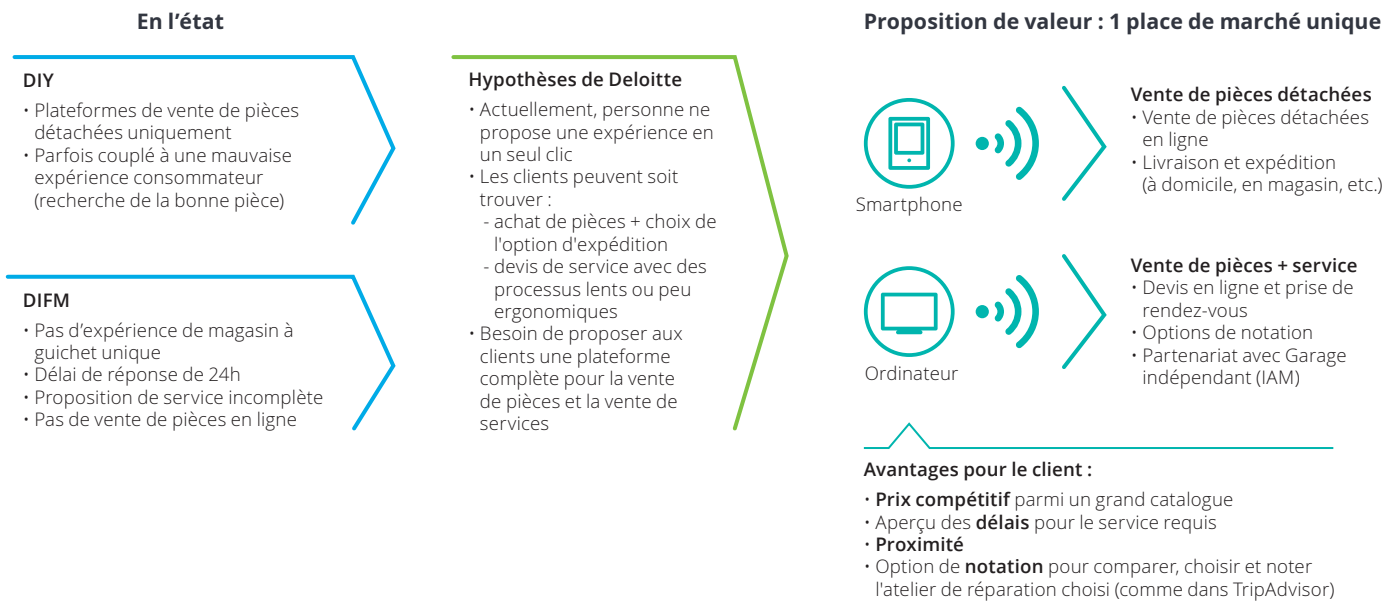 En l’état
DIY
· Plateformes de vente de pièces
détachées uniquement
· Parfois couplé à une mauvaise
expérience consommateur
(recherche de la bonne pièce)
DIFM
· Pas d’expérience de magasin à
guichet unique
· Délai de réponse de 24h
· Proposition de service incomplète
· Pas de vente de pièces en ligne
Hypothèses de Deloitte
· Actuellement, personne ne
propose une expérience en
un seul clic
· Les clients peuvent soit
trouver :
- achat de pièces + choix de
l'option d'expédition
- devis de service avec des
processus lents ou peu
ergonomiques
· Besoin de proposer aux
clients une plateforme
complète pour la vente
de pièces et la vente de
services
Proposition de valeur : 1 place de marché unique
Smartphone
Vente de pièces détachées
· Vente de pièces détachées
en ligne
· Livraison et expédition
(à domicile, en magasin, etc.)
Ordinateur
Vente de pièces + service
· Devis en ligne et prise de
rendez-vous
· Options de notation
· Partenariat avec Garage
indépendant (IAM)
Avantages pour le client :
· Prix compétitif parmi un grand catalogue
· Aperçu des délais pour le service requis
· Proximité
· Option de notation pour comparer, choisir et noter
l'atelier de réparation choisi (comme dans TripAdvisor)